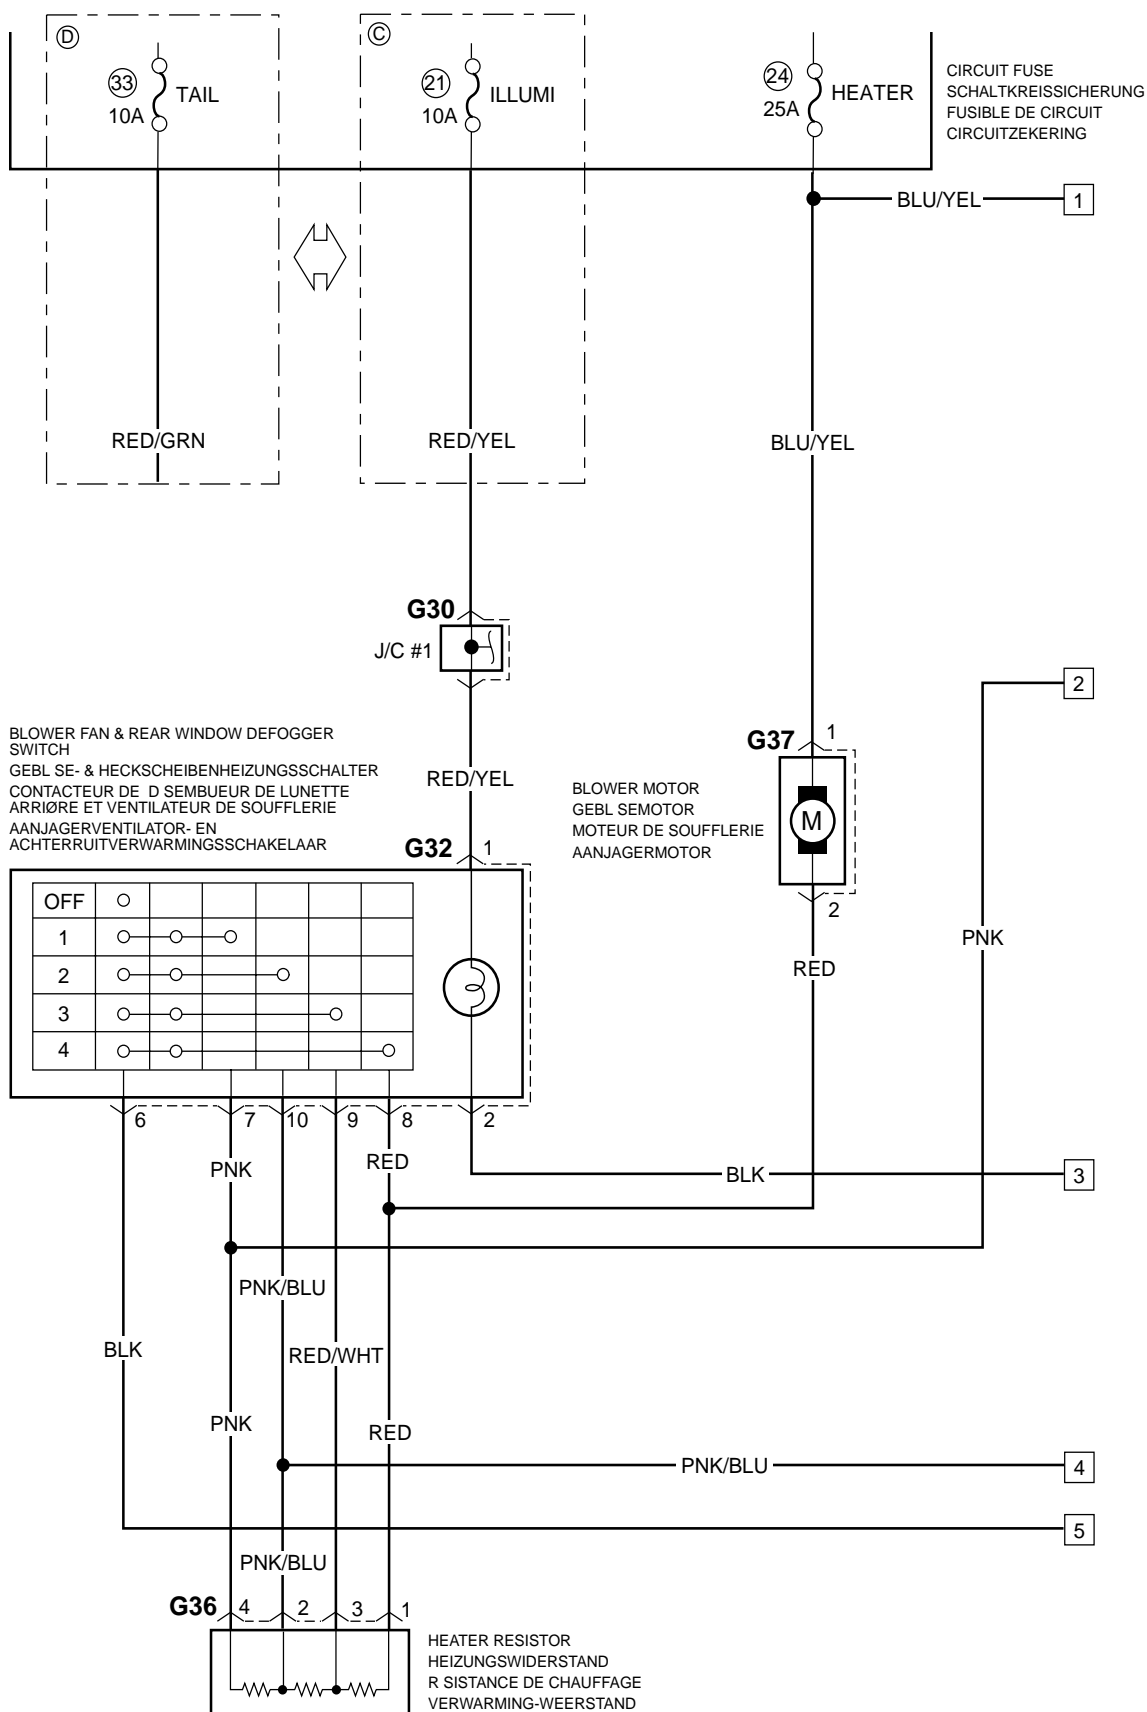 D
C
33
10A
TAIL
21
10A
ILLUMI
24
25A
HEATER
CIRCUIT FUSE
SCHALTKREISSICHERUNG
FUSIBLE DE CIRCUIT
CIRCUITZEKERING
BLU/YEL
1
RED/GRN
RED/YEL
BLU/YEL
G30
J/C #1
2
BLOWER FAN & REAR WINDOW DEFOGGER
SWITCH
GEBL SE- & HECKSCHEIBENHEIZUNGSSCHALTER
CONTACTEUR DE D SEMBUEUR DE LUNETTE
ARRIØRE ET VENTILATEUR DE SOUFFLERIE
AANJAGERVENTILATOR- EN
ACHTERRUITVERWARMINGSSCHAKELAAR
RED/YEL
G37
1
BLOWER MOTOR
GEBL SEMOTOR
MOTEUR DE SOUFFLERIE
AANJAGERMOTOR
M
2
G32
1
OFF
1
2
3
4
PNK
RED
6
7
10
9
8
2
PNK
RED
BLK
3
PNK/BLU
BLK
RED/WHT
PNK
RED
PNK/BLU
4
5
PNK/BLU
G36
4
2
3
1
HEATER RESISTOR
HEIZUNGSWIDERSTAND
R SISTANCE DE CHAUFFAGE
VERWARMING-WEERSTAND